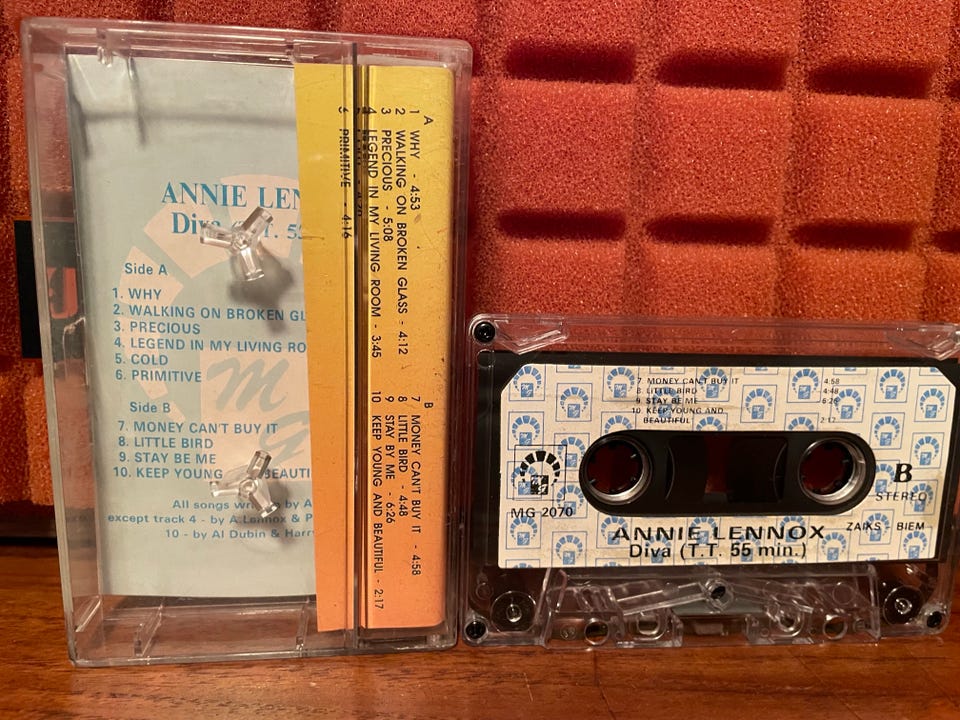 ANNIE LEN
Diva (T.T. 55
Side A
1. WHY
2. WALKING ON BROKEN GL
3. PRECIOUS
4. LEGEND IN MY LIVING RO
5. COLD
6. PRIMITIVE
Side B
7. MONEY CAN'T BUY IT
8. LITTLE BIRD
9. STAY BE ME
10. KEEP YOUNG BEAUTI
All songs written by A
except track 4 - by A.Lennox & P
10 - by Al Dubin & Harr
A
1 WHY - 4:53
2 WALKING ON BROKEN GLASS - 4:12
3 PRECIOUS - 5:08
4 LEGEND IN MY LIVING ROOM - 3:45
6 PRIMITIVE - 4:16
B
7 MONEY CAN'T BUY IT - 4:58
8 LITTLE BIRD - 4:48
9 STAY BY ME - 6:26
10 KEEP YOUNG AND BEAUTIFUL - 2:17
7. MONEY CAN'T BUY IT 4:58
8. LITTLE BIRD 4:48
9. STAY BE ME 6:26
10. KEEP YOUNG AND
BEAUTIFUL 2:17
B
STEREO
MG 2070
ANNIE LENNOX
ZAIKS - BIEM
Diva (T.T. 55 min.)